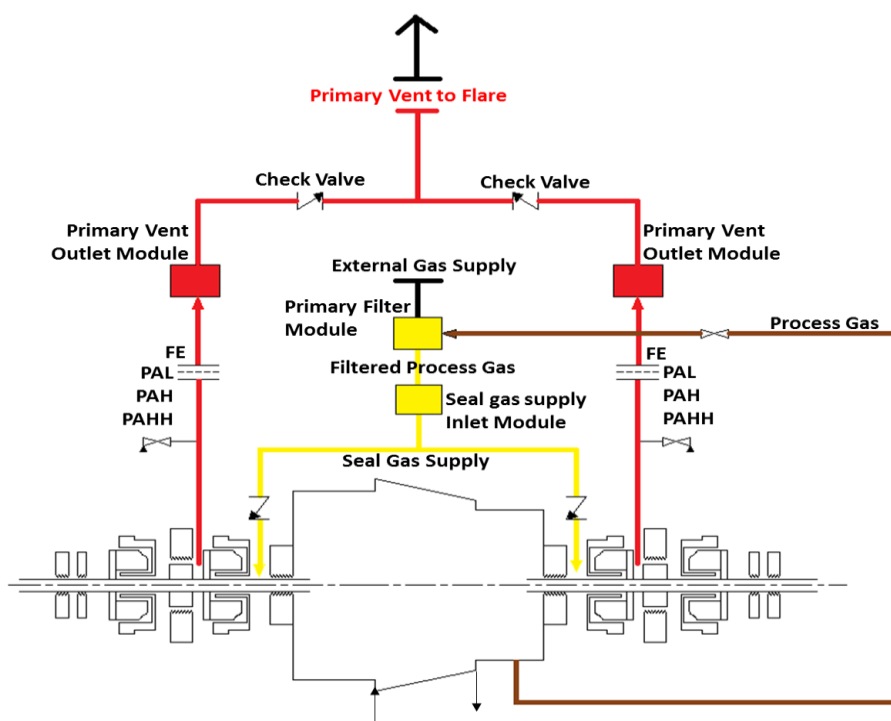 Primary Vent to Flare
Check Valve
Check Valve
Primary Vent
Outlet Module
Primary Vent
Outlet Module
External Gas Supply
Primary Filter
Module
Process Gas
FE
PAL
PAH
PAHH
Filtered Process Gas
FE
PAL
PAH
PAHH
Seal gas supply
Inlet Module
Seal Gas Supply